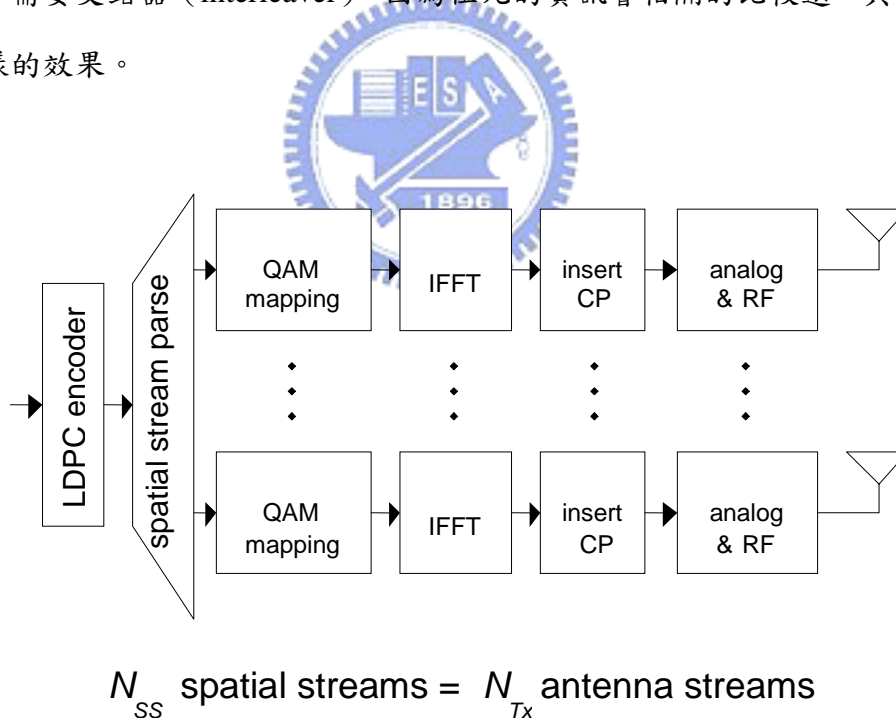 需要交錯器（interleaver）
樣的效果。
E S A
1896
LDPC encoder
spatial stream parse
QAM
mapping
IFFT
insert
CP
analog
& RF
QAM
mapping
IFFT
insert
CP
analog
& RF
N_SS spatial streams = N_Tx antenna streams